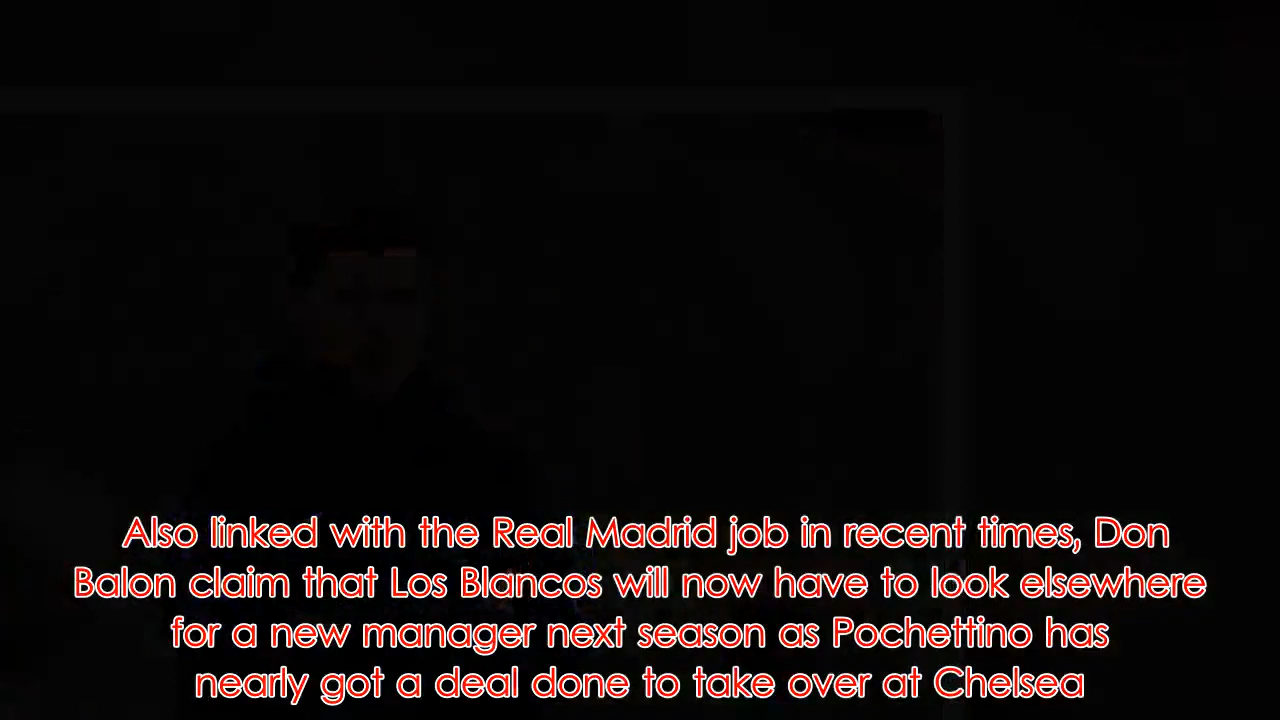 Also linked with the Real Madrid job in recent times, Don
Balon claim that Los Blancos will now have to look elsewhere
for a new manager next season as Pochettino has
nearly got a deal done to take over at Chelsea